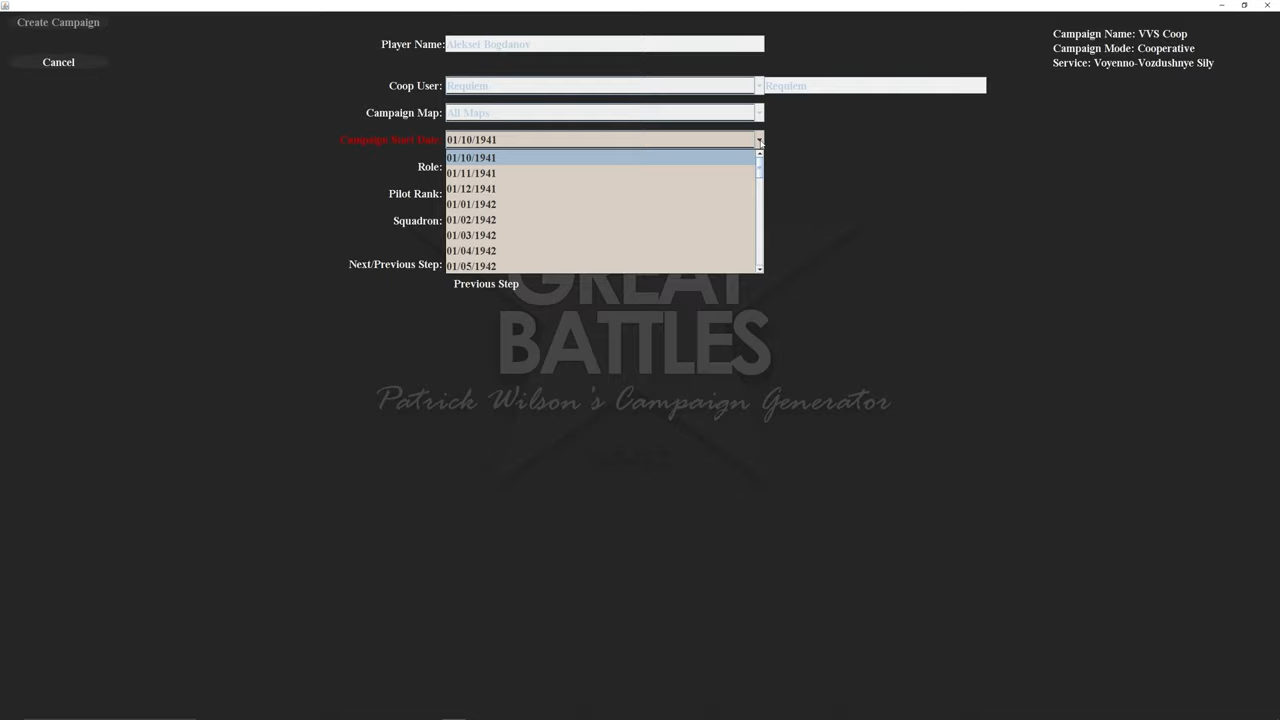 Create Campaign
Cancel
Player Name: Aleksei Bogdanov
Coop User: Requiem Requiem
Campaign Map: All Maps
Campaign Start Date: 01/10/1941
01/10/1941
01/11/1941
01/12/1941
01/01/1942
01/02/1942
01/03/1942
01/04/1942
01/05/1942
Role:
Pilot Rank:
Squadron:
Next/Previous Step:
Previous Step
Campaign Name: VVS Coop
Campaign Mode: Cooperative
Service: Voyenno-Vozdushnye Sily
GREAT
BATTLES
Patrick Wilson's Campaign Generator